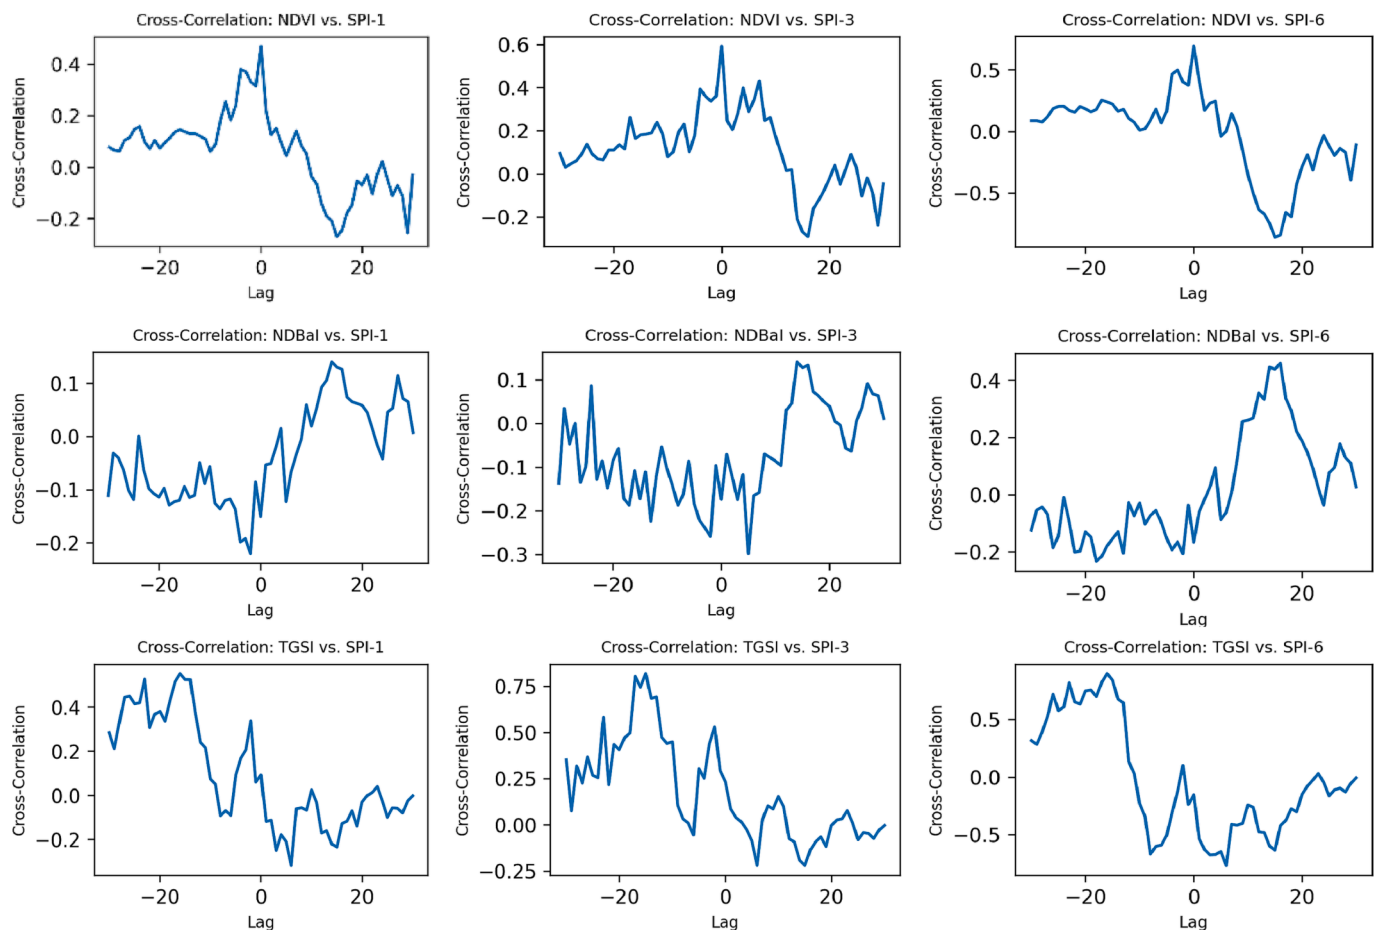 Cross-Correlation: NDVI vs. SPI-1
Cross-Correlation
0.4
0.2
0.0
−0.2
−20
0
20
Lag
Cross-Correlation: NDVI vs. SPI-3
Cross-Correlation
0.6
0.4
0.2
0.0
−0.2
−20
0
20
Lag
Cross-Correlation: NDVI vs. SPI-6
Cross-Correlation
0.5
0.0
−0.5
−20
0
20
Lag
Cross-Correlation: NDBaI vs. SPI-1
Cross-Correlation
0.1
0.0
−0.1
−0.2
−20
0
20
Lag
Cross-Correlation: NDBaI vs. SPI-3
Cross-Correlation
0.1
0.0
−0.1
−0.2
−0.3
−20
0
20
Lag
Cross-Correlation: NDBaI vs. SPI-6
Cross-Correlation
0.4
0.2
0.0
−0.2
−20
0
20
Lag
Cross-Correlation: TGSI vs. SPI-1
Cross-Correlation
0.4
0.2
0.0
−0.2
−20
0
20
Lag
Cross-Correlation: TGSI vs. SPI-3
Cross-Correlation
0.75
0.50
0.25
0.00
−0.25
−20
0
20
Lag
Cross-Correlation: TGSI vs. SPI-6
Cross-Correlation
0.5
0.0
−0.5
−20
0
20
Lag